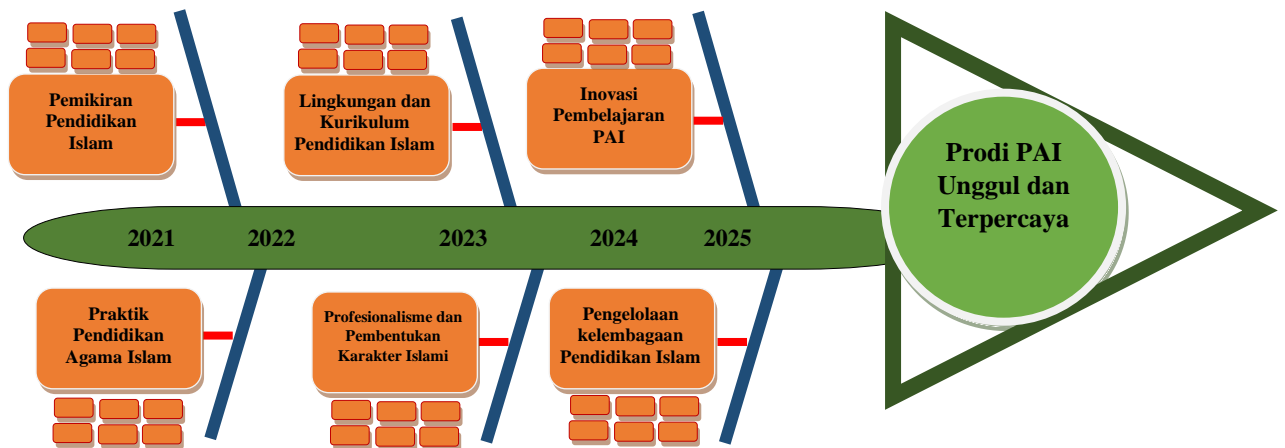 Pemikiran
Pendidikan
Islam
Lingkungan dan
Kurikulum
Pendidikan Islam
Inovasi
Pembelajaran
PAI
Prodi PAI
Unggul dan
Terpercaya
2021 2022 2023 2024 2025
Praktik
Pendidikan
Agama Islam
Profesionalisme dan
Pembentukan
Karakter Islami
Pengelolaan
kelembagaan
Pendidikan Islam